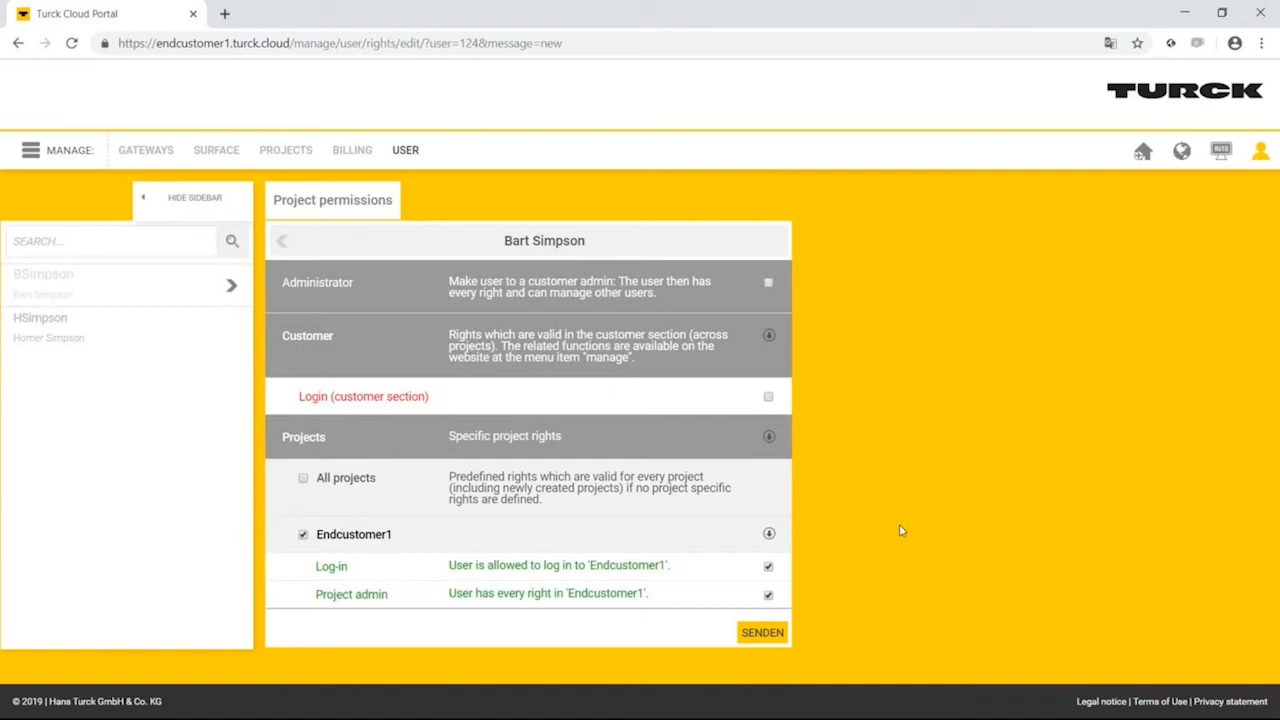 Turck Cloud Portal
https://endcustomer1.turck.cloud/manage/user/rights/edit/?user=124&message=new
TURCK
MANAGE:
GATEWAYS
SURFACE
PROJECTS
BILLING
USER
AUTO
HIDE SIDEBAR
Project permissions
SEARCH...
BSimpson
Bart Simpson
HSimpson
Homer Simpson
Bart Simpson
Administrator
Make user to a customer admin: The user then has
every right and can manage other users.
Customer
Rights which are valid in the customer section (across
projects). The related functions are available on the
website at the menu item "manage".
Login (customer section)
Projects
Specific project rights
All projects
Predefined rights which are valid for every project
(including newly created projects) if no project specific
rights are defined.
Endcustomer1
Log-in
User is allowed to log in to 'Endcustomer1'.
Project admin
User has every right in 'Endcustomer1'.
SENDEN
© 2019 | Hans Turck GmbH & Co. KG
Legal notice | Terms of Use | Privacy statement